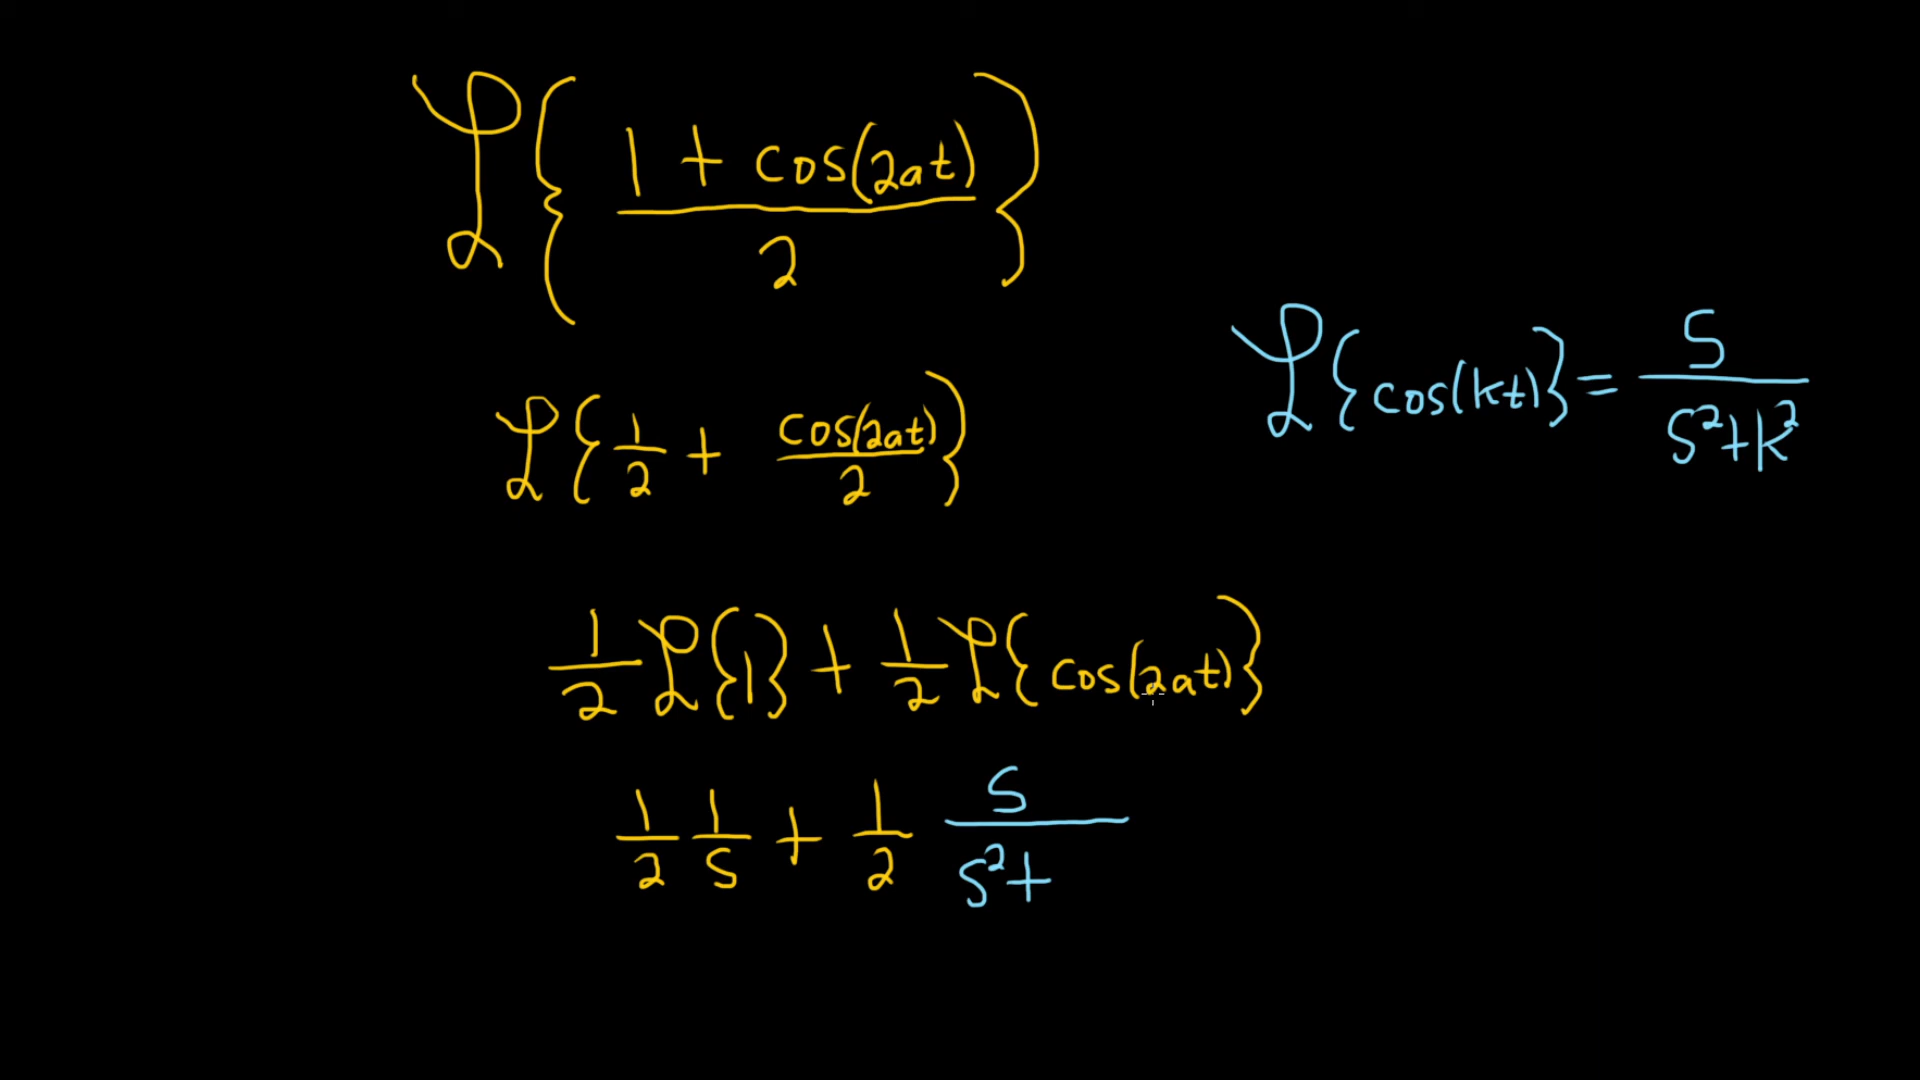 ℒ{ (1 + cos(2at)) / 2 }
ℒ{cos(kt)} = s / (s² + k²)
ℒ{ 1/2 + cos(2at)/2 }
1/2 ℒ{1} + 1/2 ℒ{cos(2at)}
1/2 1/s + 1/2 s / (s² +